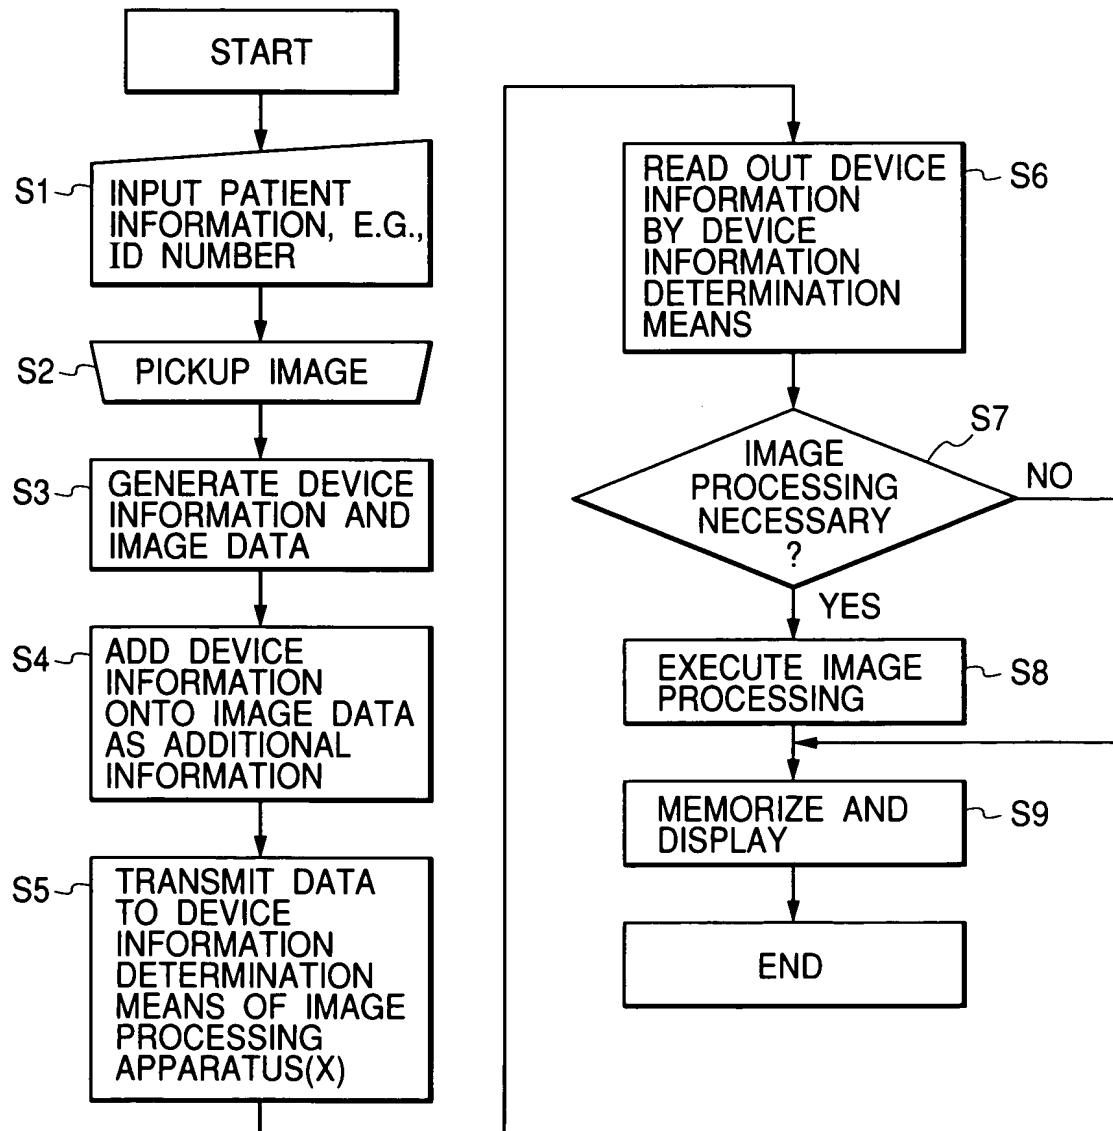 START
S1
INPUT PATIENT
INFORMATION, E.G.,
ID NUMBER
S2
PICKUP IMAGE
S3
GENERATE DEVICE
INFORMATION AND
IMAGE DATA
S4
ADD DEVICE
INFORMATION
ONTO IMAGE DATA
AS ADDITIONAL
INFORMATION
S5
TRANSMIT DATA
TO DEVICE
INFORMATION
DETERMINATION
MEANS OF IMAGE
PROCESSING
APPARATUS(X)
READ OUT DEVICE
INFORMATION
BY DEVICE
INFORMATION
DETERMINATION
MEANS
S6
IMAGE
PROCESSING
NECESSARY
?
S7
NO
YES
EXECUTE IMAGE
PROCESSING
S8
MEMORIZE AND
DISPLAY
S9
END